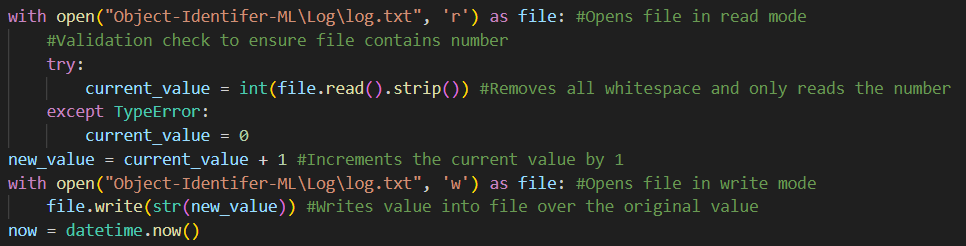 with open("Object-Identifer-ML\Log\log.txt", 'r') as file: #Opens file in read mode
    #Validation check to ensure file contains number
    try:
        current_value = int(file.read().strip()) #Removes all whitespace and only reads the number
    except TypeError:
        current_value = 0
new_value = current_value + 1 #Increments the current value by 1
with open("Object-Identifer-ML\Log\log.txt", 'w') as file: #Opens file in write mode
    file.write(str(new_value)) #Writes value into file over the original value
now = datetime.now()